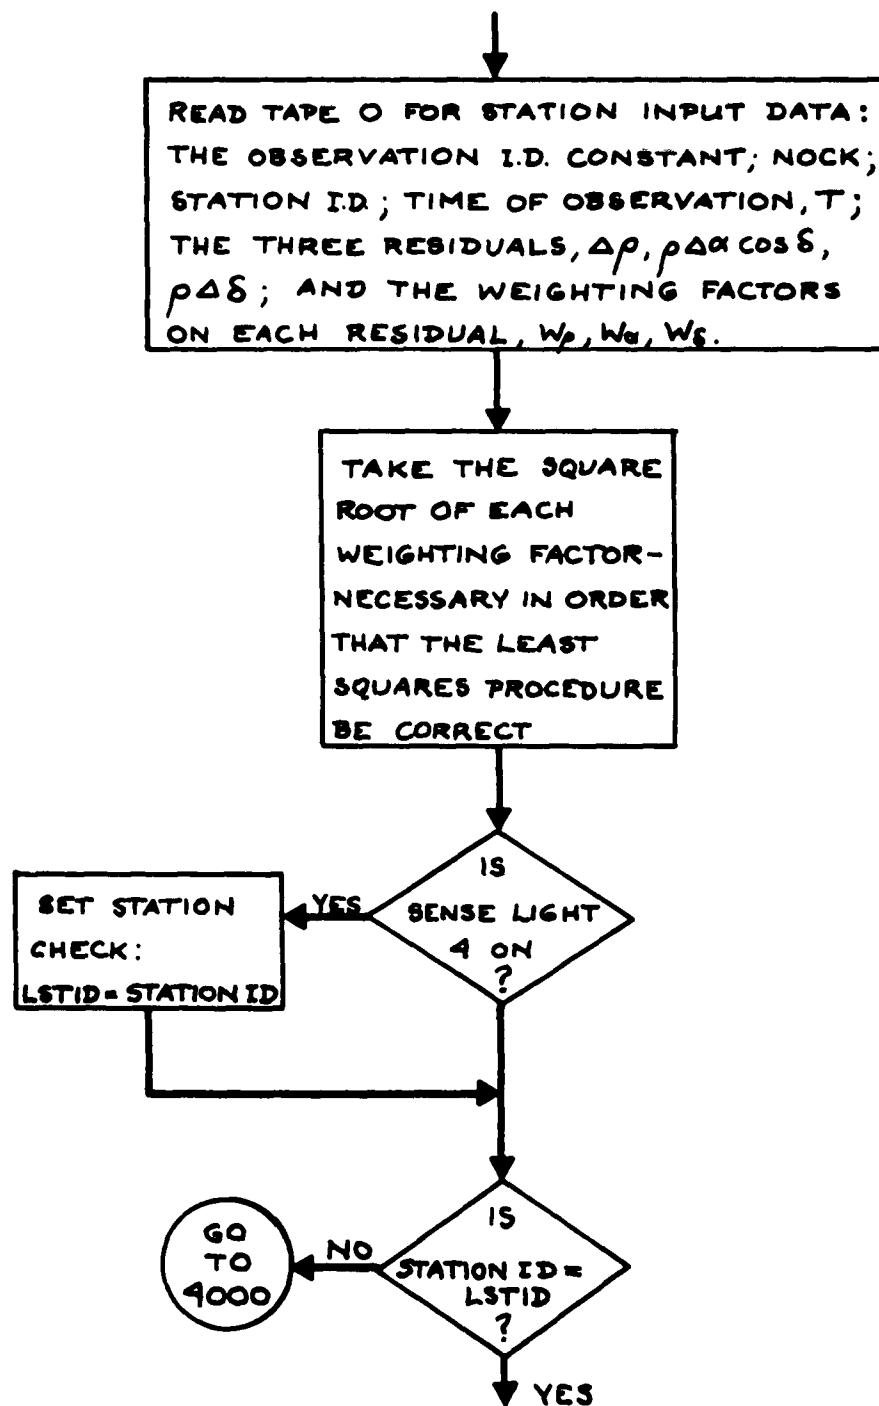 READ TAPE O FOR STATION INPUT DATA:
THE OBSERVATION I.D. CONSTANT; NOCK;
STATION I.D.; TIME OF OBSERVATION, T;
THE THREE RESIDUALS, Δρ, ρΔα COS δ,
ρΔδ; AND THE WEIGHTING FACTORS
ON EACH RESIDUAL, Wρ, Wα, Wδ.
TAKE THE SQUARE
ROOT OF EACH
WEIGHTING FACTOR-
NECESSARY IN ORDER
THAT THE LEAST
SQUARES PROCEDURE
BE CORRECT
IS
SENSE LIGHT
4 ON
?
YES
SET STATION
CHECK:
LSTID = STATION ID
IS
STATION ID =
LSTID
?
NO
GO
TO
4000
YES